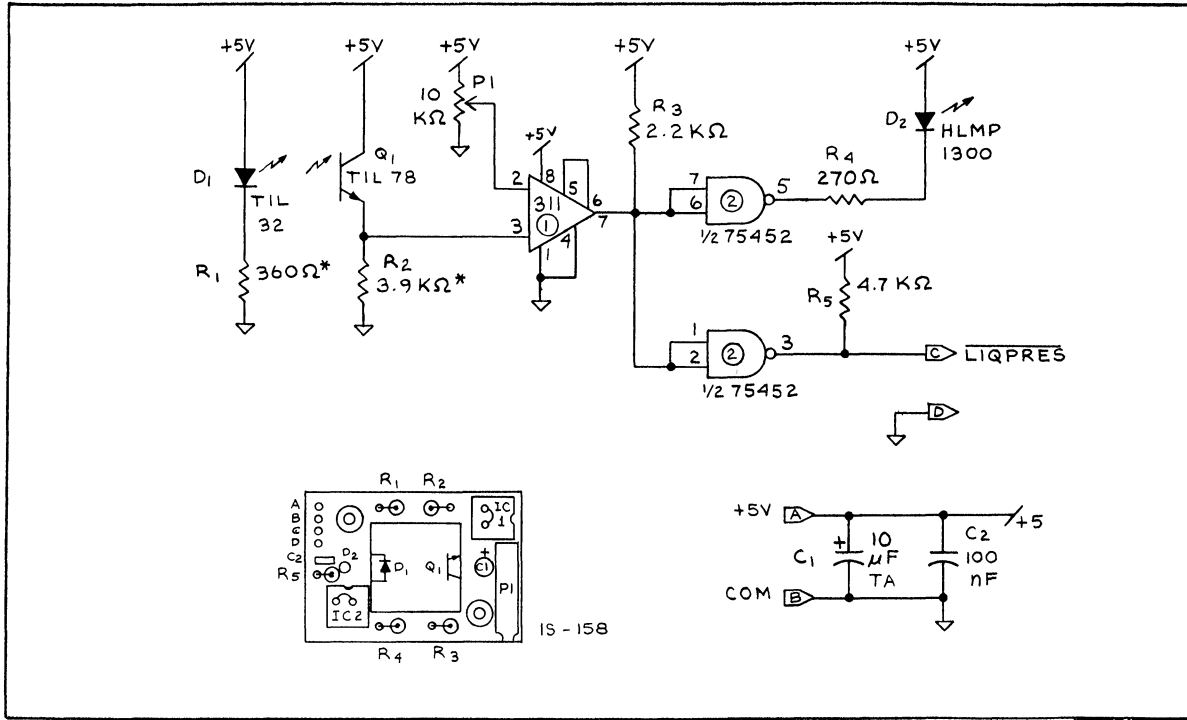 +5V
+5V
+5V
+5V
+5V
P1
10
KΩ
R3
2.2KΩ
D2
HLMP
1300
+5V
D1
TIL
32
Q1
TIL 78
2
8
5
311
1
6
7
3
4
1
7
6
2
5
1/2 75452
R4
270Ω
+5V
R5
4.7 KΩ
R1
360Ω*
R2
3.9KΩ*
1
2
2
3
1/2 75452
C
LIQPRES
D
R1
R2
A
B
C
D
C2
R5
D2
D1
Q1
+
C1
IC
1
P1
IC2
R4
R3
IS-158
+5V
A
+5
C1
+
10
µF
TA
C2
100
nF
COM
B